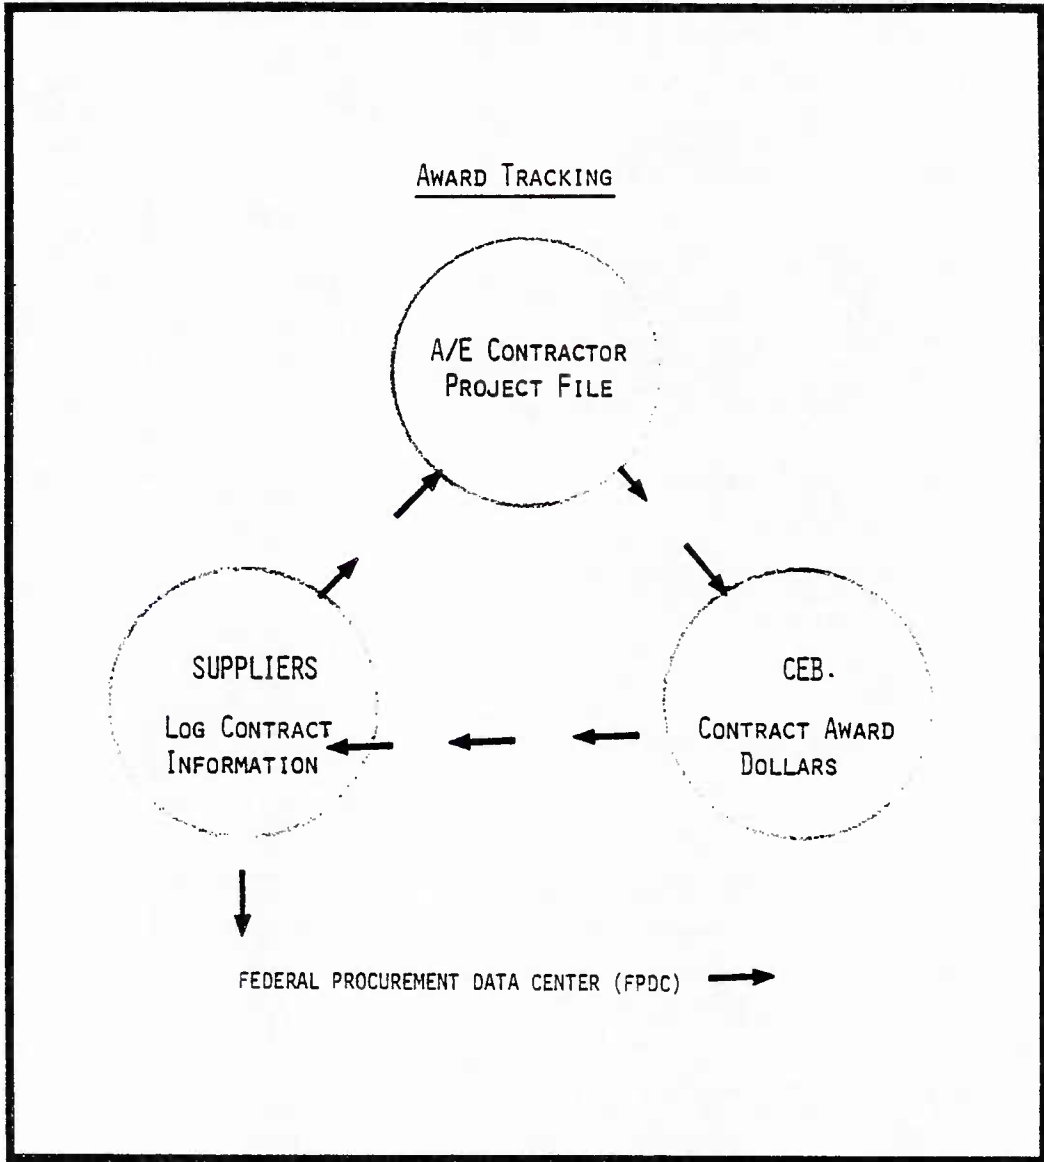 AWARD TRACKING
A/E CONTRACTOR
PROJECT FILE
SUPPLIERS
LOG CONTRACT
INFORMATION
CEB.
CONTRACT AWARD
DOLLARS
FEDERAL PROCUREMENT DATA CENTER (FPDC)